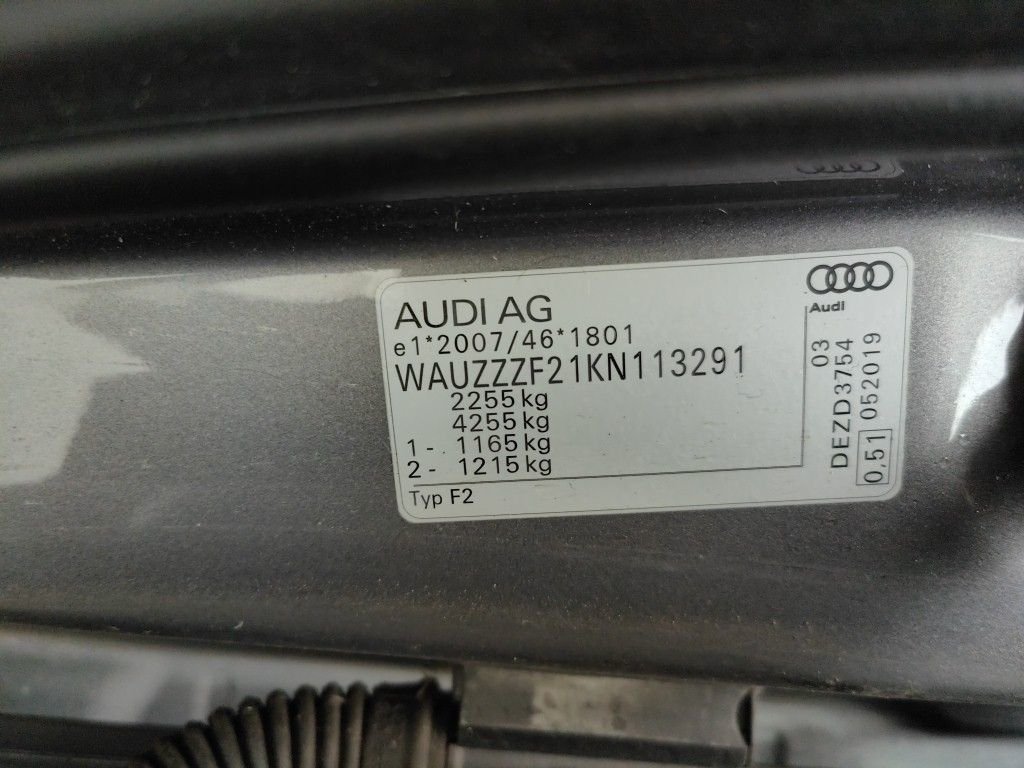 AUDI AG
e1*2007/46*1801
WAUZZZF21KN113291
2255 kg
4255 kg
1 - 1165 kg
2 - 1215 kg
Typ F2
Audi
03
DEZD3754
0,51 052019